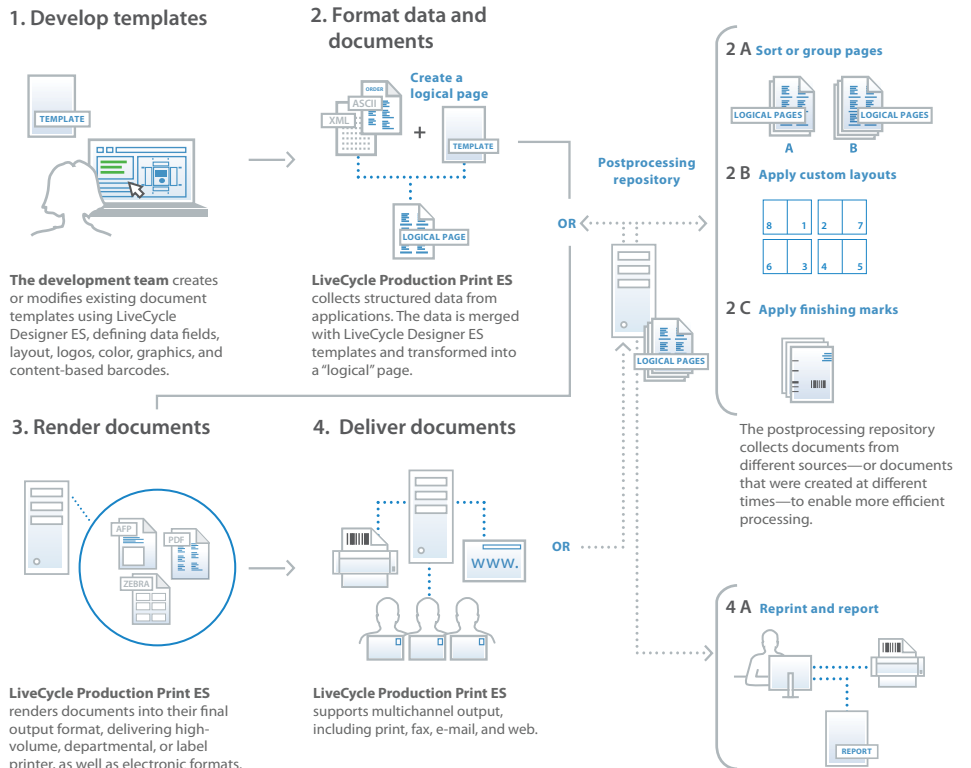 1. Develop templates
TEMPLATE
The development team creates
or modifies existing document
templates using LiveCycle
Designer ES, defining data fields,
layout, logos, color, graphics, and
content-based barcodes.
2. Format data and
documents
Create a
logical page
ORDER
ASCII
XML
+
TEMPLATE
LOGICAL PAGE
LiveCycle Production Print ES
collects structured data from
applications. The data is merged
with LiveCycle Designer ES
templates and transformed into
a “logical” page.
OR
Postprocessing
repository
LOGICAL PAGES
2 A Sort or group pages
LOGICAL PAGES
LOGICAL PAGES
A
B
2 B Apply custom layouts
8 1 2 7
6 3 4 5
2 C Apply finishing marks
The postprocessing repository
collects documents from
different sources—or documents
that were created at different
times—to enable more efficient
processing.
3. Render documents
AFP
PDF
ZEBRA
LiveCycle Production Print ES
renders documents into their final
output format, delivering high-
volume, departmental, or label
printer, as well as electronic formats.
4. Deliver documents
www.
OR
LiveCycle Production Print ES
supports multichannel output,
including print, fax, e-mail, and web.
4 A Reprint and report
REPORT